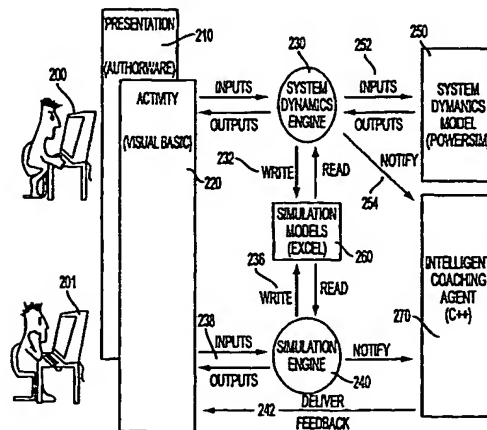 PRESENTATION
210
(AUTHORWARE)
200
ACTIVITY
(VISUAL BASIC)
220
INPUTS
OUTPUTS
230
SYSTEM
DYNAMICS
ENGINE
252
INPUTS
OUTPUTS
250
SYSTEM
DYMANICS
MODEL
(POWERSIM)
232
WRITE
READ
NOTIFY
254
SIMULATION
MODELS
(EXCEL)
260
236
WRITE
READ
INTELLIGENT
COACHING
AGENT
(C++)
270
201
238
INPUTS
OUTPUTS
SIMULATION
ENGINE
240
NOTIFY
242
DELIVER
FEEDBACK